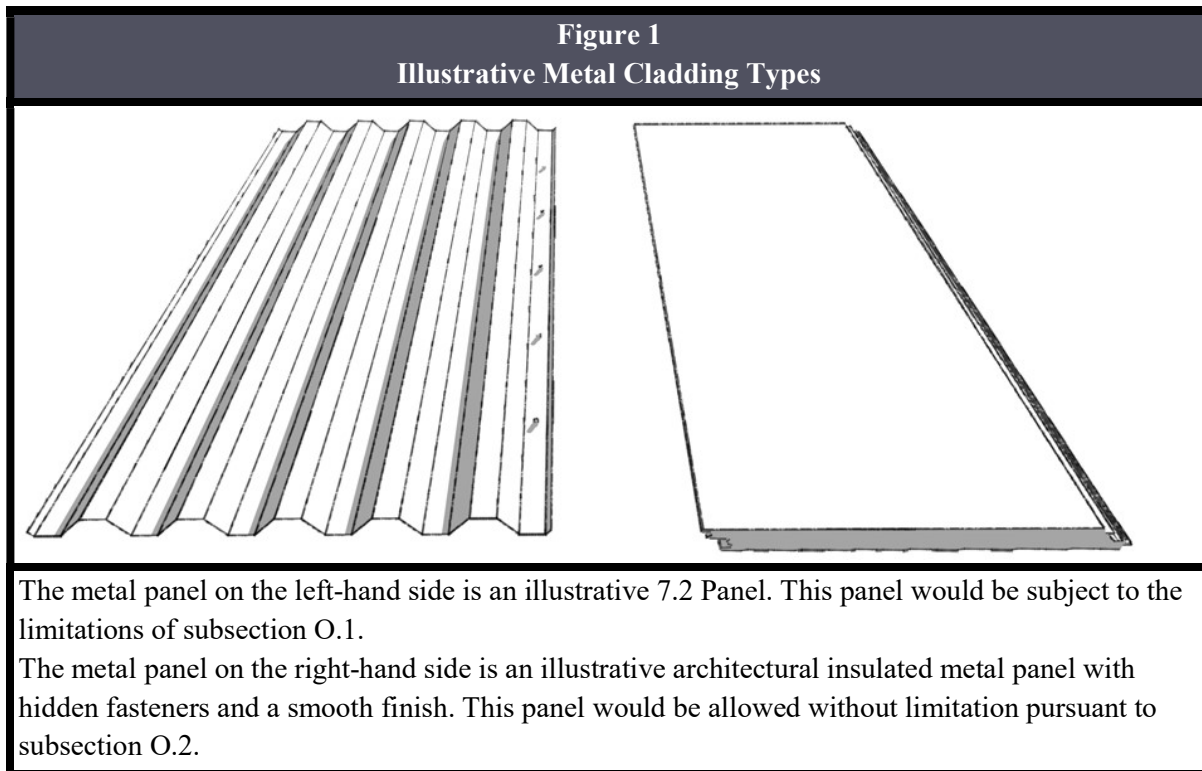 Figure 1
Illustrative Metal Cladding Types
The metal panel on the left-hand side is an illustrative 7.2 Panel. This panel would be subject to the
limitations of subsection O.1.
The metal panel on the right-hand side is an illustrative architectural insulated metal panel with
hidden fasteners and a smooth finish. This panel would be allowed without limitation pursuant to
subsection O.2.